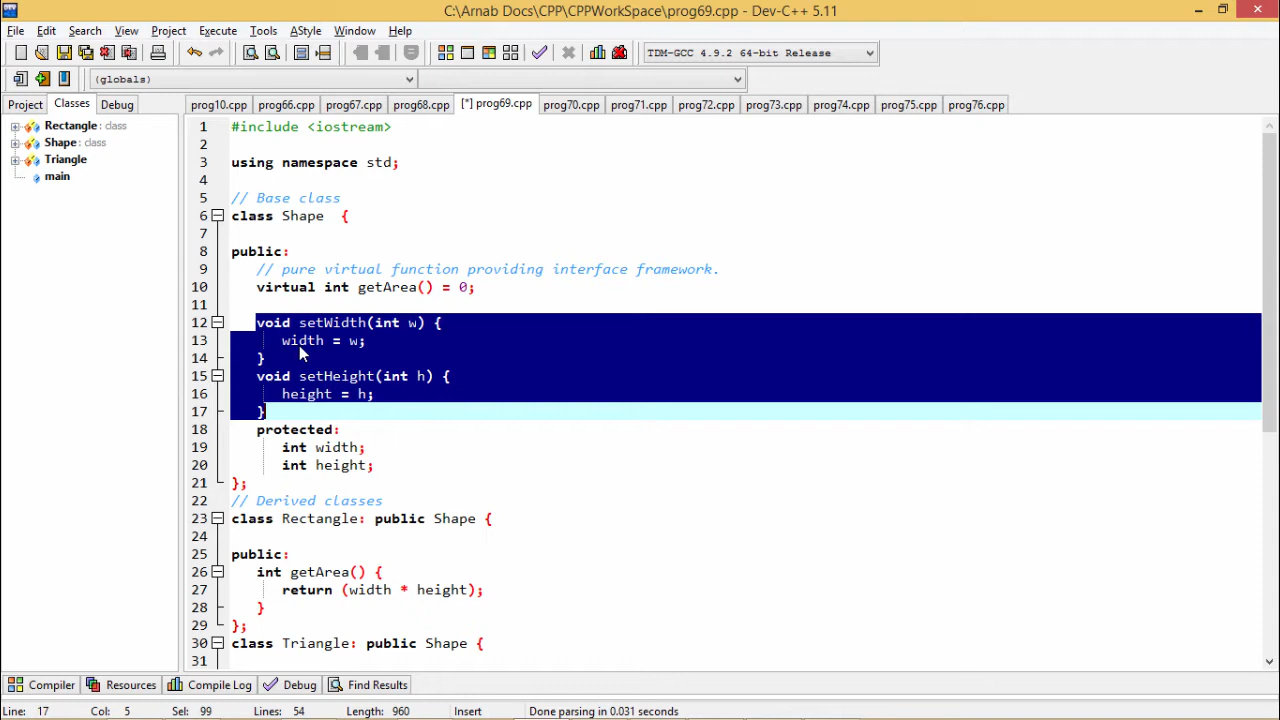 C:\Arnab Docs\CPP\CPPWorkSpace\prog69.cpp - Dev-C++ 5.11
File Edit Search View Project Execute Tools AStyle Window Help
TDM-GCC 4.9.2 64-bit Release
(globals)
Project Classes Debug prog10.cpp prog66.cpp prog67.cpp prog68.cpp [*] prog69.cpp prog70.cpp prog71.cpp prog72.cpp prog73.cpp prog74.cpp prog75.cpp prog76.cpp
Rectangle : class
Shape : class
Triangle
main
1 #include <iostream>
2
3 using namespace std;
4
5 // Base class
6 class Shape  {
7
8 public:
9    // pure virtual function providing interface framework.
10    virtual int getArea() = 0;
11
12    void setWidth(int w) {
13       width = w;
14    }
15    void setHeight(int h) {
16       height = h;
17    }
18    protected:
19       int width;
20       int height;
21 };
22 // Derived classes
23 class Rectangle: public Shape {
24
25 public:
26    int getArea() {
27       return (width * height);
28    }
29 };
30 class Triangle: public Shape {
31
Compiler Resources Compile Log Debug Find Results
Line: 17 Col: 5 Sel: 99 Lines: 54 Length: 960 Insert Done parsing in 0.031 seconds